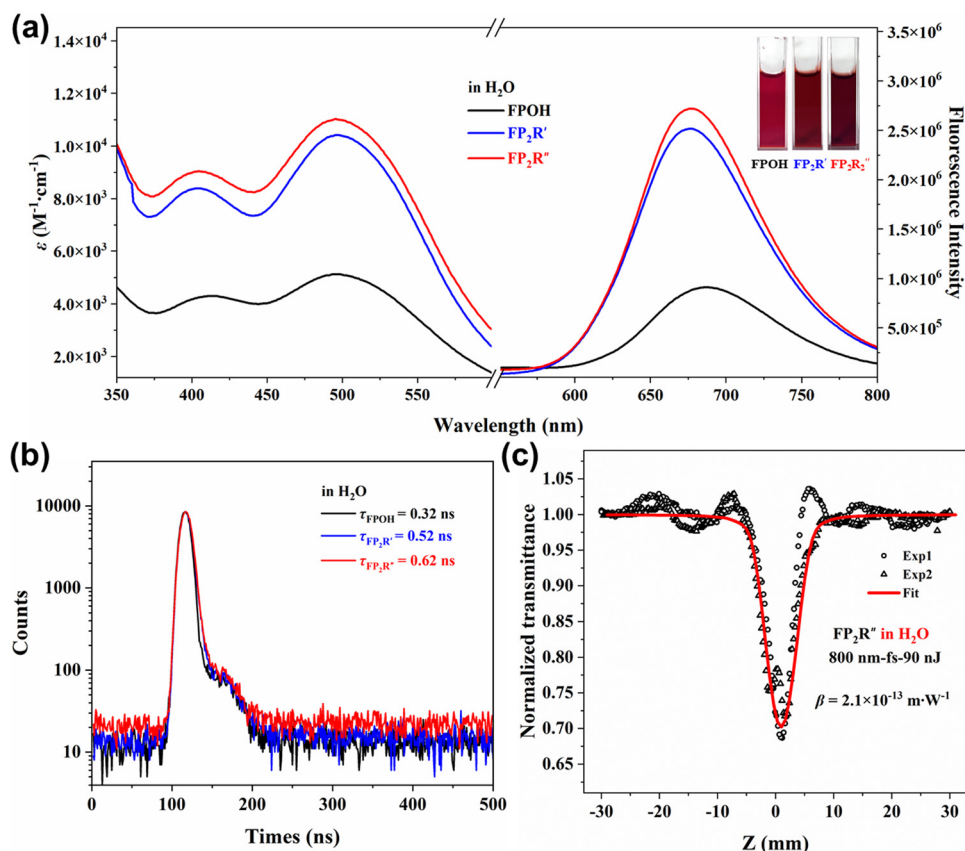 (a)
1.4×10⁴
1.2×10⁴
1.0×10⁴
8.0×10³
6.0×10³
4.0×10³
2.0×10³
ε (M⁻¹·cm⁻¹)
in H₂O
FPOH
FP₂R′
FP₂R″
FPOH FP₂R′ FP₂R₂″
3.5×10⁶
3.0×10⁶
2.5×10⁶
2.0×10⁶
1.5×10⁶
1.0×10⁶
5.0×10⁵
Fluorescence Intensity
350 400 450 500 550 600 650 700 750 800
Wavelength (nm)
(b)
10000
1000
100
10
Counts
in H₂O
τFPOH = 0.32 ns
τFP₂R′ = 0.52 ns
τFP₂R″ = 0.62 ns
0 100 200 300 400 500
Times (ns)
(c)
1.05
1.00
0.95
0.90
0.85
0.80
0.75
0.70
0.65
Normalized transmittance
Exp1
Exp2
Fit
FP₂R″ in H₂O
800 nm-fs-90 nJ
β = 2.1×10⁻¹³ m·W⁻¹
-30 -20 -10 0 10 20 30
Z (mm)